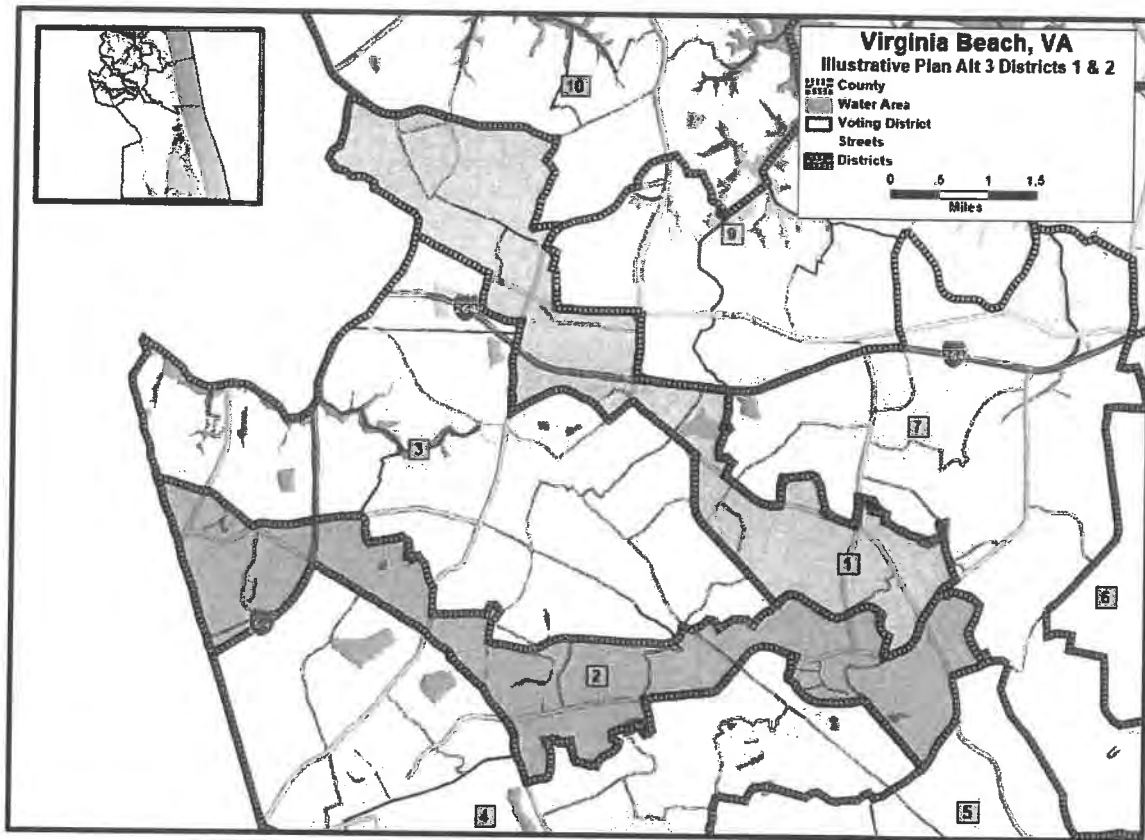 Virginia Beach, VA
Illustrative Plan Alt 3 Districts 1 & 2
County
Water Area
Voting District
Streets
Districts
0 .5 1 1.5
Miles
10
9
3
7
1
6
2
4
5